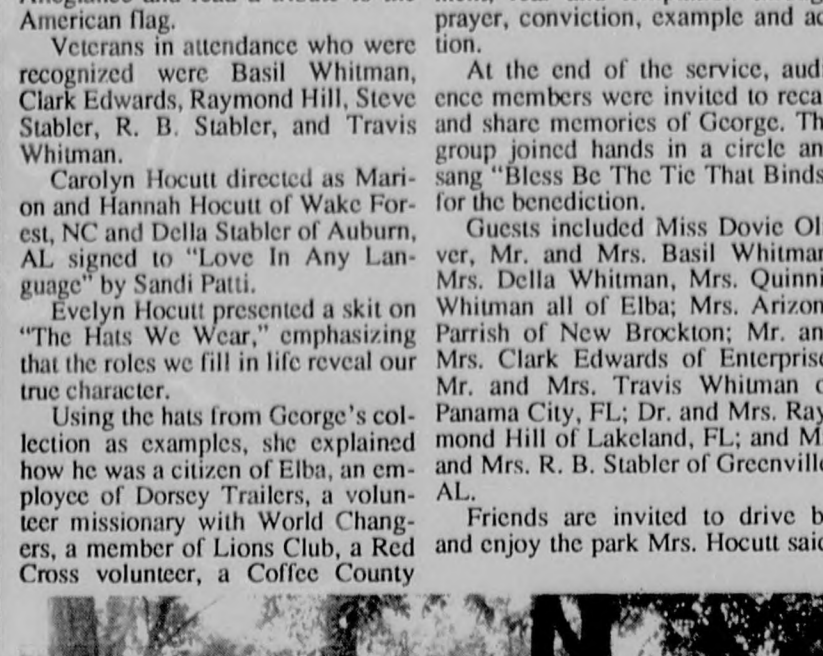 American flag.
Veterans in attendance who were
recognized were Basil Whitman,
Clark Edwards, Raymond Hill, Steve
Stabler, R. B. Stabler, and Travis
Whitman.
Carolyn Hocutt directed as Mari-
on and Hannah Hocutt of Wake For-
est, NC and Della Stabler of Auburn,
AL signed to "Love In Any Lan-
guage" by Sandi Patti.
Evelyn Hocutt presented a skit on
"The Hats We Wear," emphasizing
that the roles we fill in life reveal our
true character.
Using the hats from George's col-
lection as examples, she explained
how he was a citizen of Elba, an em-
ployee of Dorsey Trailers, a volun-
teer missionary with World Chang-
ers, a member of Lions Club, a Red
Cross volunteer, a Coffee County
prayer, conviction, example and ac
tion.
At the end of the service, audi
ence members were invited to reca
and share memories of George. Th
group joined hands in a circle an
sang "Bless Be The Tie That Binds
for the benediction.
Guests included Miss Dovie Ol
ver, Mr. and Mrs. Basil Whitman
Mrs. Della Whitman, Mrs. Quinni
Whitman all of Elba; Mrs. Arizon
Parrish of New Brockton; Mr. an
Mrs. Clark Edwards of Enterprise
Mr. and Mrs. Travis Whitman o
Panama City, FL; Dr. and Mrs. Ray
mond Hill of Lakeland, FL; and M
and Mrs. R. B. Stabler of Greenville
AL.
Friends are invited to drive b
and enjoy the park Mrs. Hocutt said